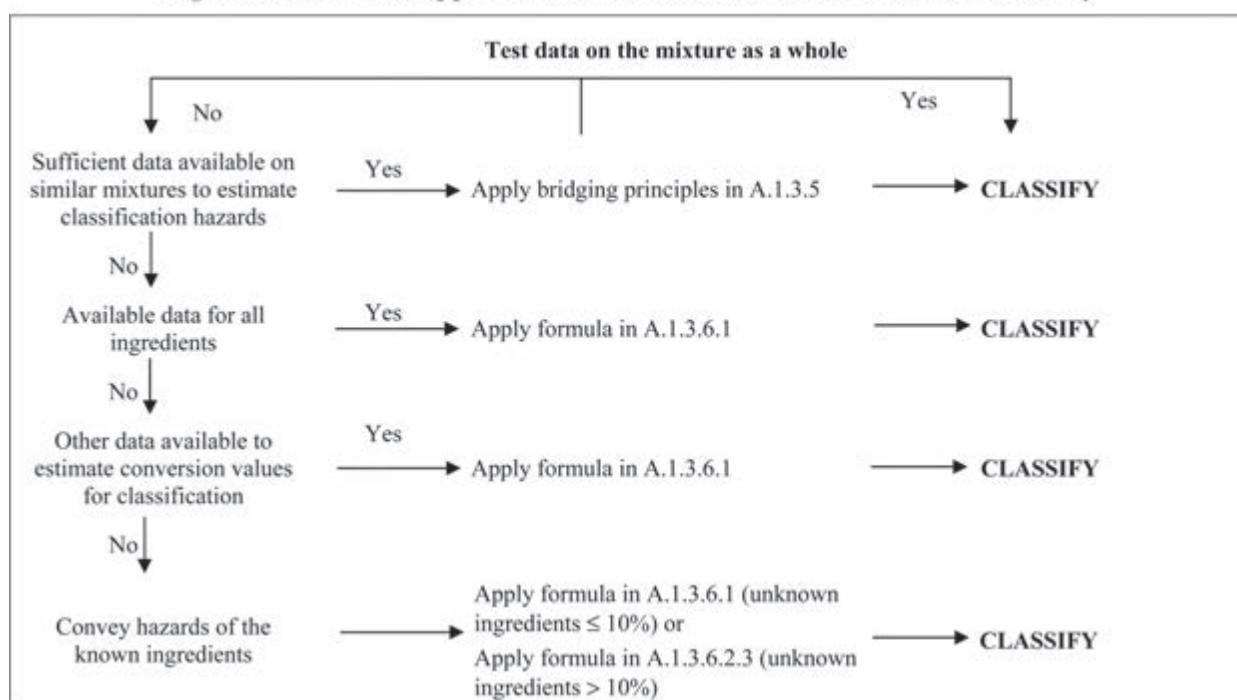 Test data on the mixture as a whole
No
Yes
Sufficient data available on
similar mixtures to estimate
classification hazards
Yes
Apply bridging principles in A.1.3.5
CLASSIFY
No
Available data for all
ingredients
Yes
Apply formula in A.1.3.6.1
CLASSIFY
No
Other data available to
estimate conversion values
for classification
Yes
Apply formula in A.1.3.6.1
CLASSIFY
No
Convey hazards of the
known ingredients
Apply formula in A.1.3.6.1 (unknown
ingredients ≤ 10%) or
Apply formula in A.1.3.6.2.3 (unknown
ingredients > 10%)
CLASSIFY